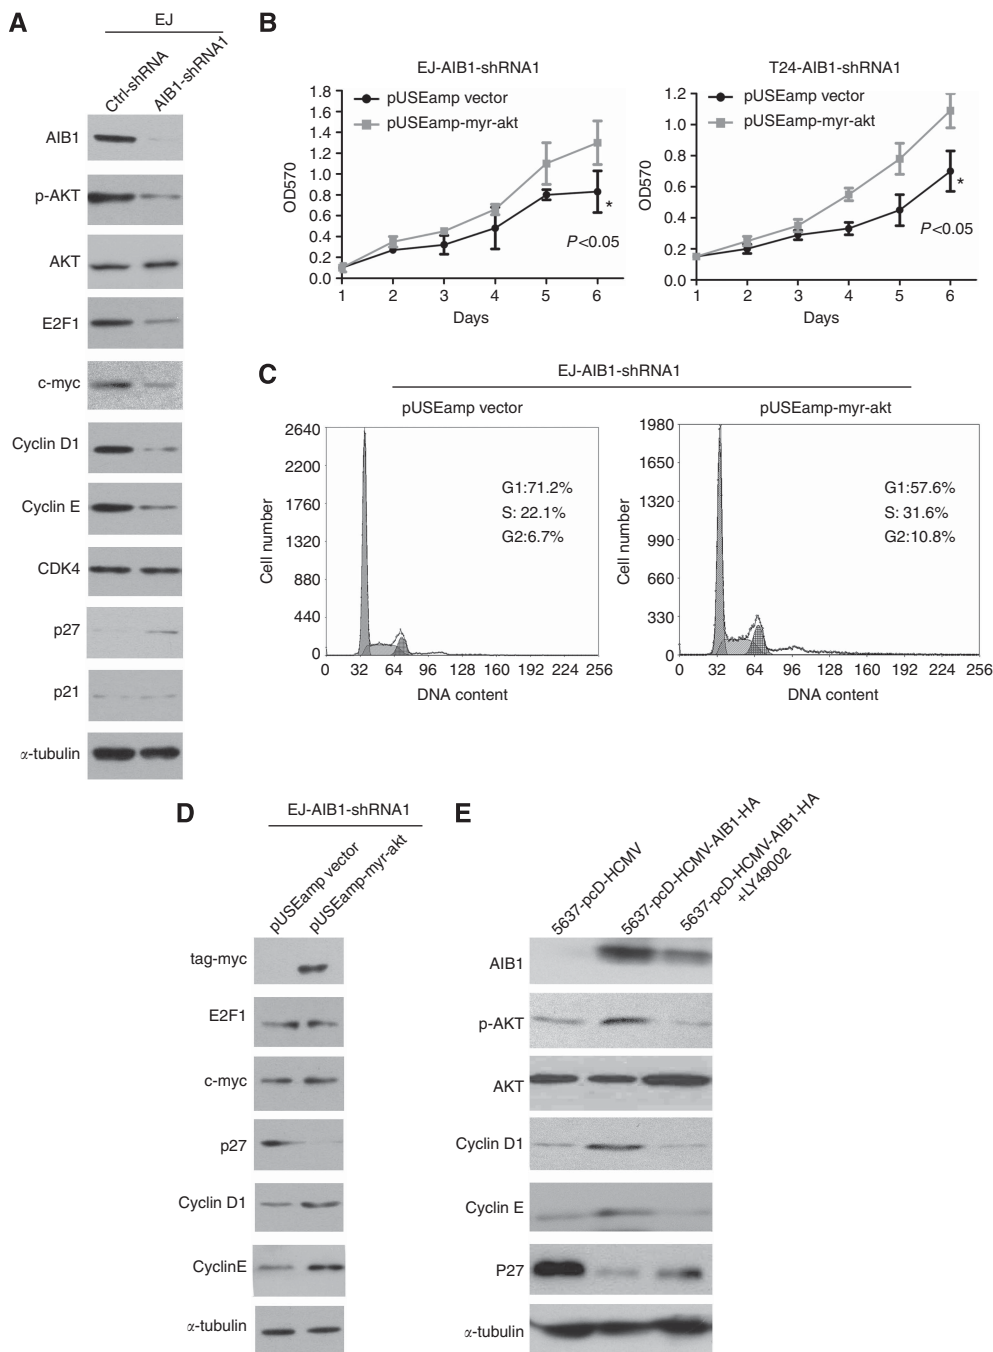 A
EJ
Ctrl-shRNA
AIB1-shRNA1
AIB1
p-AKT
AKT
E2F1
c-myc
Cyclin D1
Cyclin E
CDK4
p27
p21
α-tubulin
B
EJ-AIB1-shRNA1
pUSEamp vector
pUSEamp-myr-akt
OD570
1.8
1.6
1.4
1.2
1.0
0.8
0.6
0.4
0.2
0.0
*
P<0.05
1 2 3 4 5 6
Days
T24-AIB1-shRNA1
pUSEamp vector
pUSEamp-myr-akt
OD570
1.2
1.0
0.8
0.6
0.4
0.2
0.0
*
P<0.05
1 2 3 4 5 6
Days
C
EJ-AIB1-shRNA1
pUSEamp vector
Cell number
2640
2200
1760
1320
880
440
0
G1:71.2%
S: 22.1%
G2:6.7%
0 32 64 96 128 160 192 224 256
DNA content
pUSEamp-myr-akt
Cell number
1980
1650
1320
990
660
330
0
G1:57.6%
S: 31.6%
G2:10.8%
0 32 64 96 128 160 192 224 256
DNA content
D
EJ-AIB1-shRNA1
pUSEamp vector
pUSEamp-myr-akt
tag-myc
E2F1
c-myc
p27
Cyclin D1
CyclinE
α-tubulin
E
5637-pcD-HCMV
5637-pcD-HCMV-AIB1-HA
5637-pcD-HCMV-AIB1-HA
+LY49002
AIB1
p-AKT
AKT
Cyclin D1
Cyclin E
P27
α-tubulin